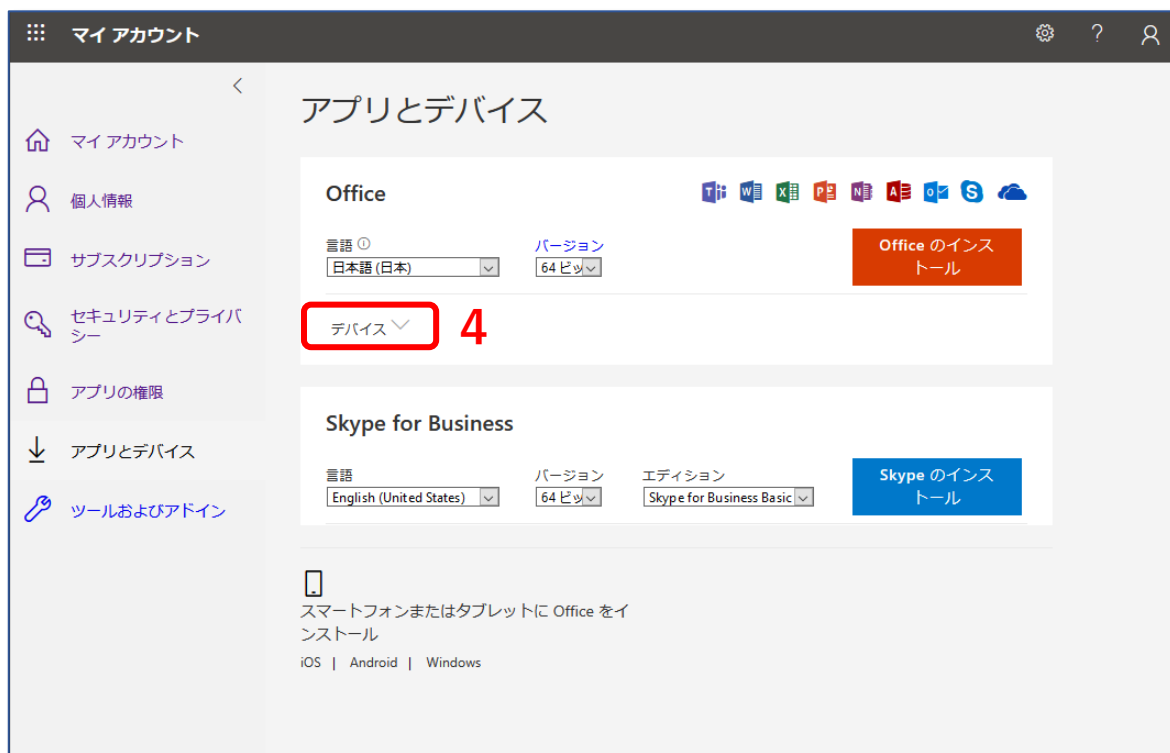 マイ アカウント
?
マイ アカウント
個人情報
サブスクリプション
セキュリティとプライバ
シー
アプリの権限
アプリとデバイス
ツールおよびアドイン
アプリとデバイス
Office
言語
バージョン
日本語 (日本)
64 ビッ
Office のインス
トール
デバイス
4
Skype for Business
言語
バージョン
エディション
English (United States)
64 ビッ
Skype for Business Basic
Skype のインス
トール
スマートフォンまたはタブレットに Office をイ
ンストール
iOS | Android | Windows